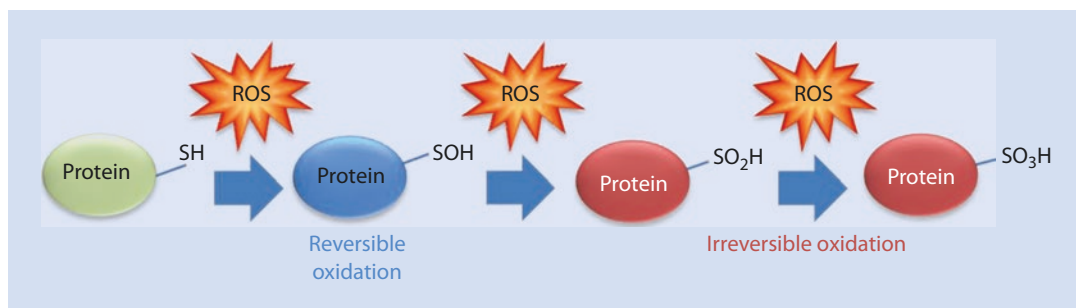 ROS
ROS
ROS
Protein
SH
Protein
SOH
Protein
SO₂H
Protein
SO₃H
Reversible
oxidation
Irreversible oxidation